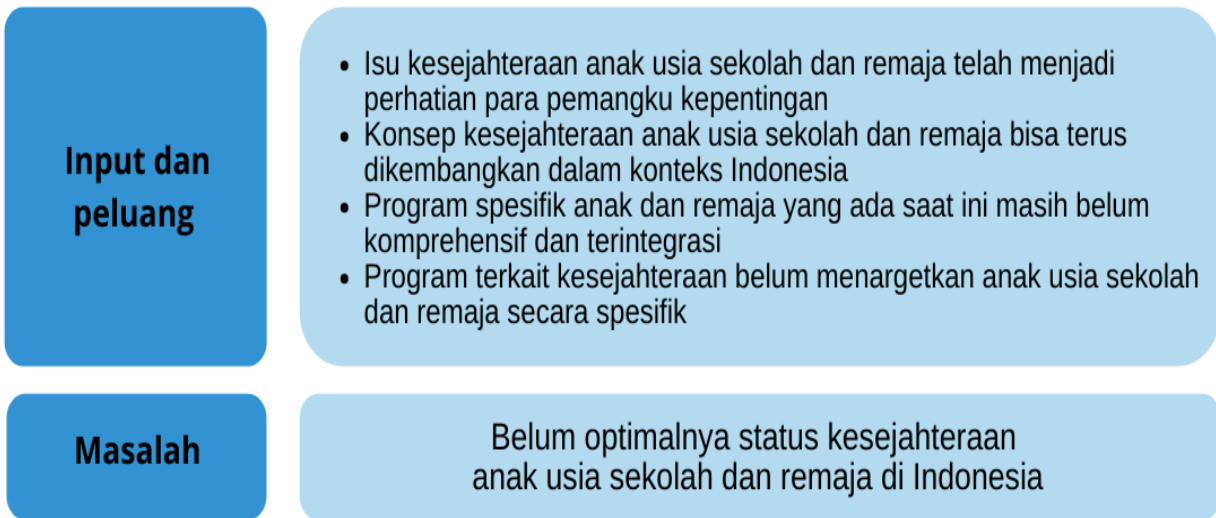 Input dan
peluang
• Isu kesejahteraan anak usia sekolah dan remaja telah menjadi
perhatian para pemangku kepentingan
• Konsep kesejahteraan anak usia sekolah dan remaja bisa terus
dikembangkan dalam konteks Indonesia
• Program spesifik anak dan remaja yang ada saat ini masih belum
komprehensif dan terintegrasi
• Program terkait kesejahteraan belum menargetkan anak usia sekolah
dan remaja secara spesifik
Masalah
Belum optimalnya status kesejahteraan
anak usia sekolah dan remaja di Indonesia